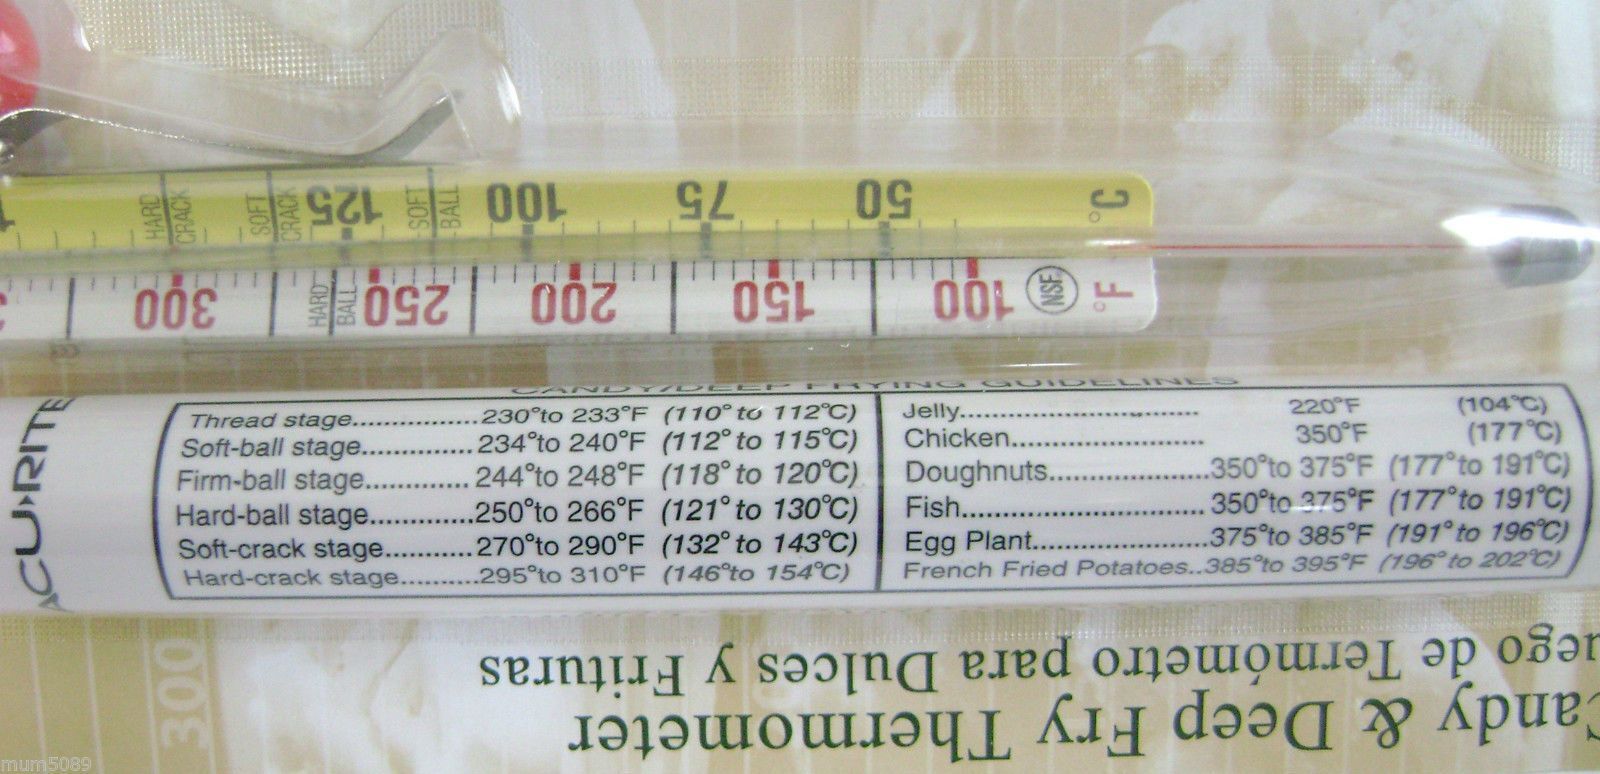 HARD CRACK
SOFT CRACK
125
SOFT BALL
100
75
50
°C
300
HARD BALL
250
200
150
100
NSF
°F
CANDY/DEEP FRYING GUIDELINES
Thread stage................230°to 233°F (110° to 112°C)
Soft-ball stage..............234°to 240°F (112° to 115°C)
Firm-ball stage.............244°to 248°F (118° to 120°C)
Hard-ball stage.............250°to 266°F (121° to 130°C)
Soft-crack stage...........270°to 290°F (132° to 143°C)
Hard-crack stage..........295°to 310°F (146°to 154°C)
Jelly.................................. 220°F (104°C)
Chicken........................... 350°F (177°C)
Doughnuts......................350°to 375°F (177°to 191°C)
Fish.................................350°to 375°F (177°to 191°C)
Egg Plant........................375°to 385°F (191°to 196°C)
French Fried Potatoes..385°to 395°F (196°to 202°C)
ACU>RITE
Candy & Deep Fry Thermometer
uego de Termómetro para Dulces y Frituras
300
mum5089